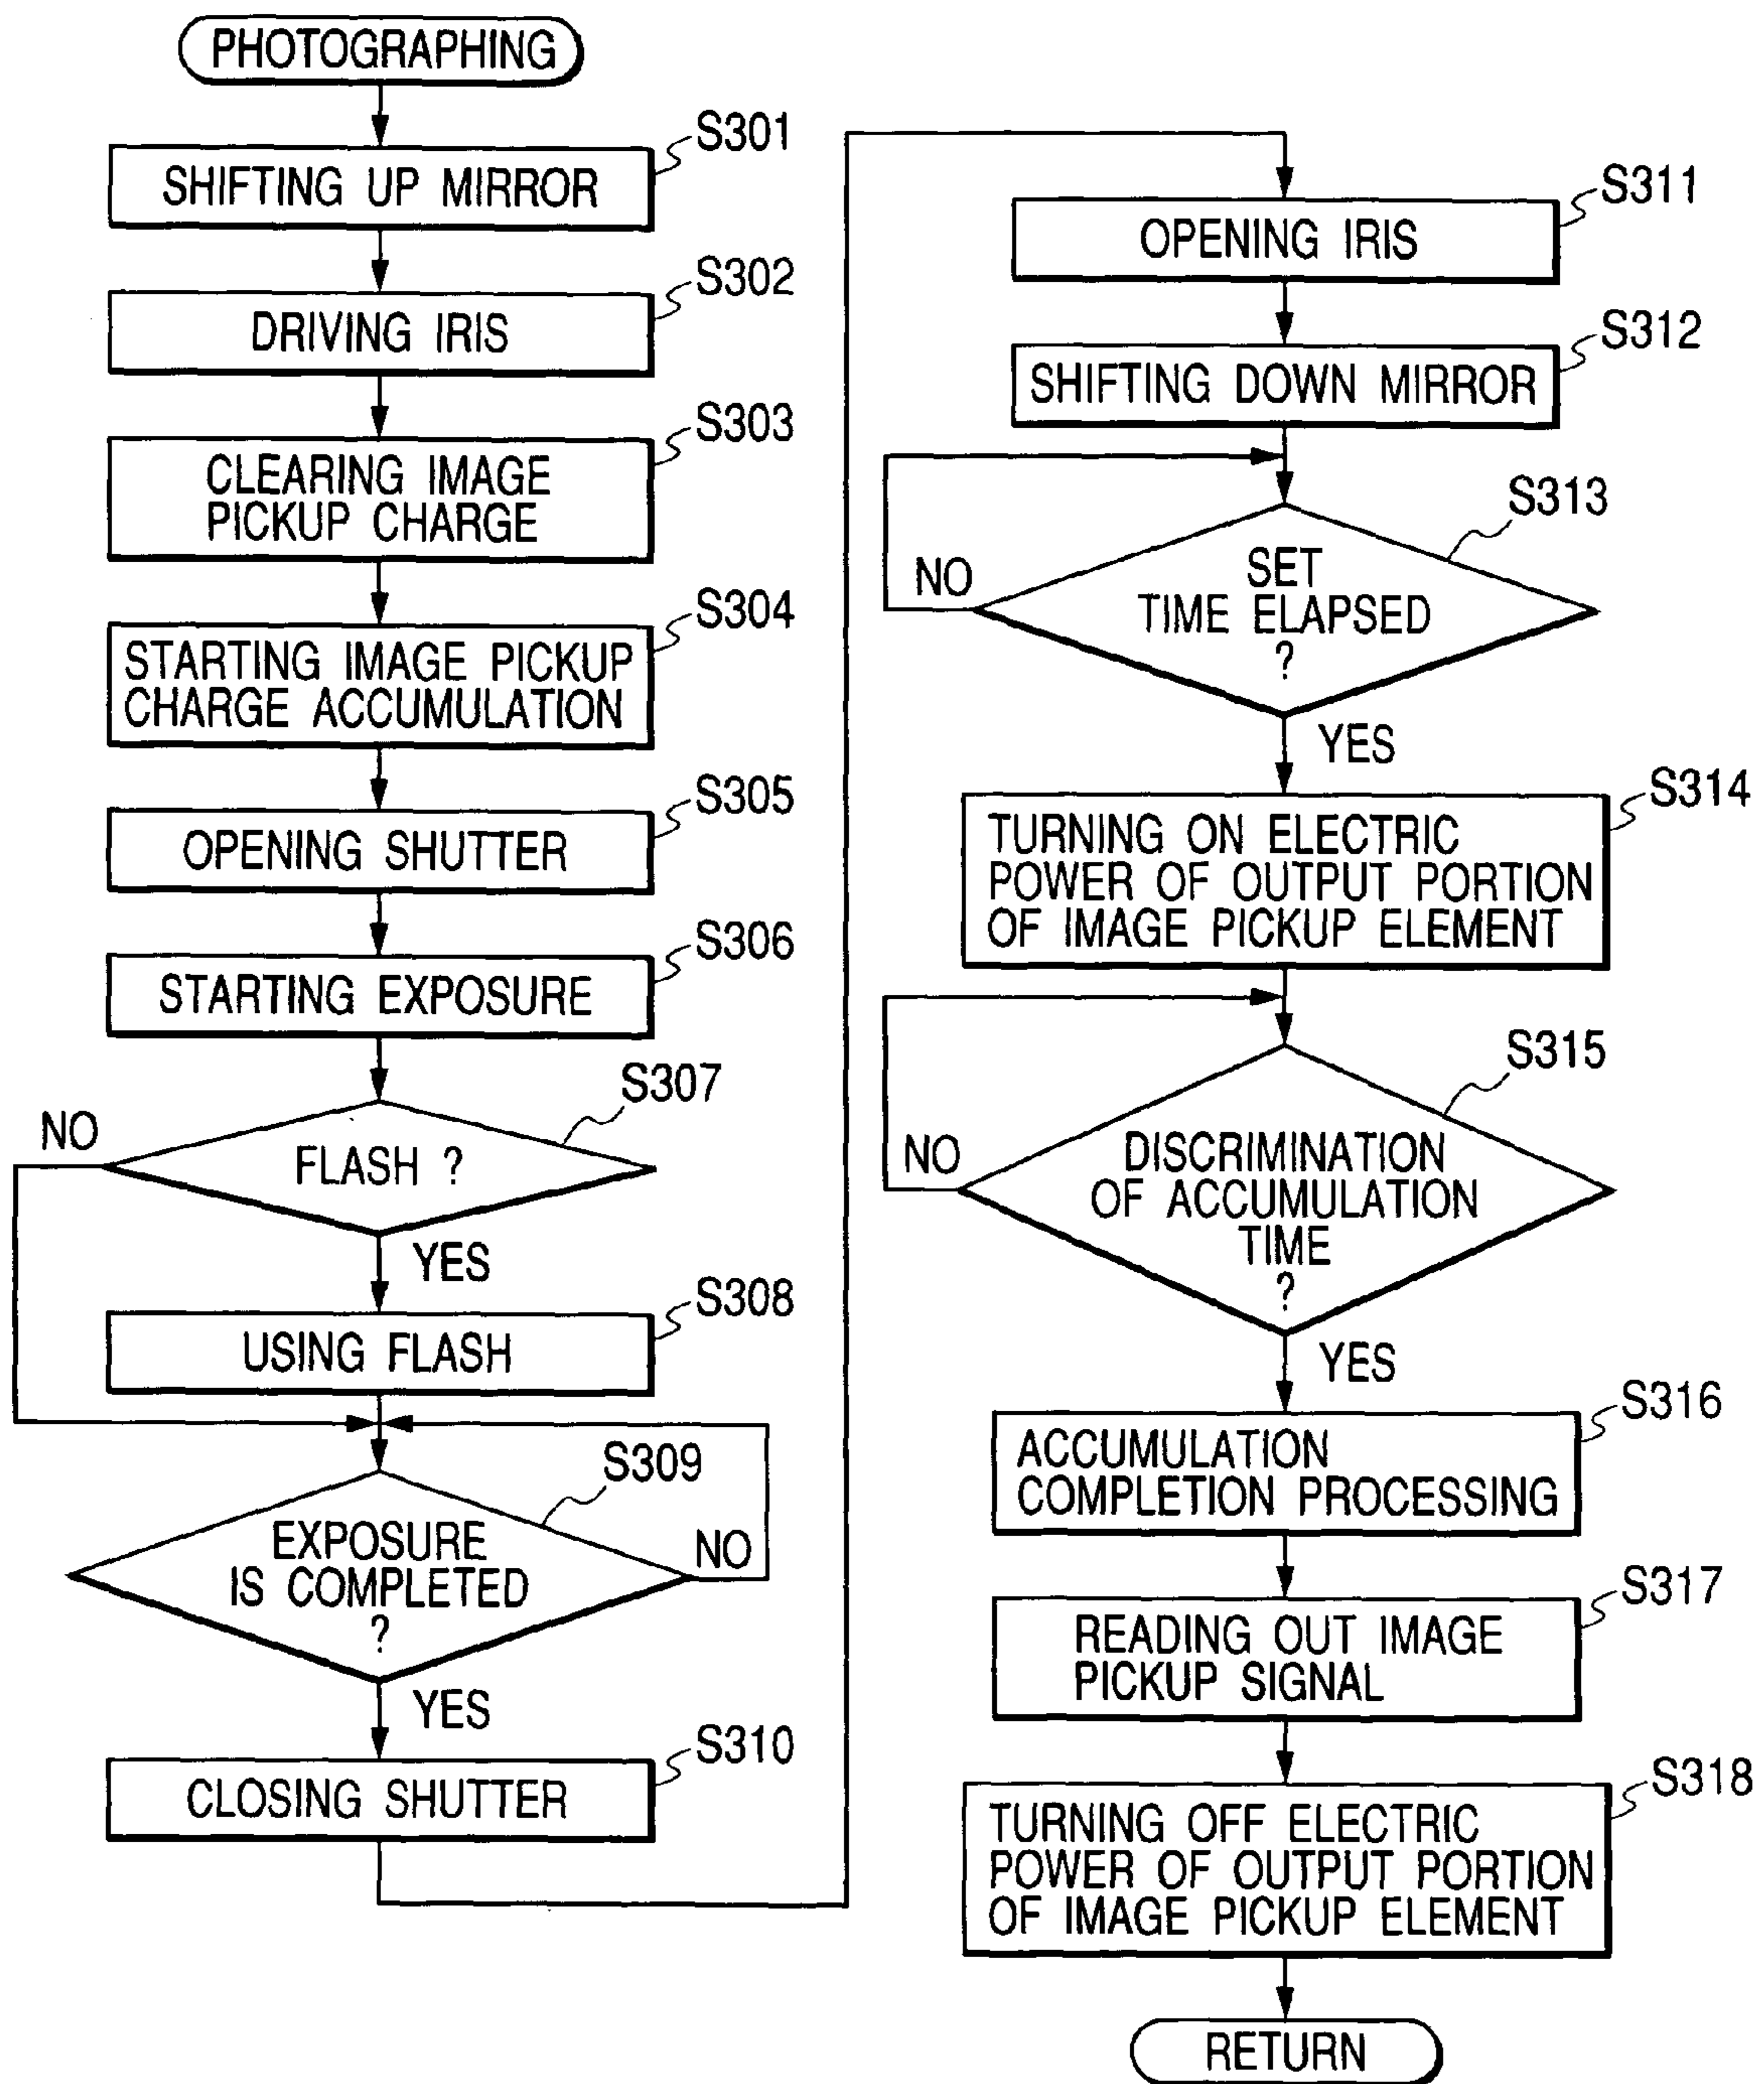 PHOTOGRAPHING
S301
SHIFTING UP MIRROR
S302
DRIVING IRIS
S303
CLEARING IMAGE
PICKUP CHARGE
S304
STARTING IMAGE PICKUP
CHARGE ACCUMULATION
S305
OPENING SHUTTER
S306
STARTING EXPOSURE
S307
NO
FLASH ?
YES
S308
USING FLASH
S309
EXPOSURE
IS COMPLETED
?
NO
YES
S310
CLOSING SHUTTER
S311
OPENING IRIS
S312
SHIFTING DOWN MIRROR
S313
NO
SET
TIME ELAPSED
?
YES
S314
TURNING ON ELECTRIC
POWER OF OUTPUT PORTION
OF IMAGE PICKUP ELEMENT
S315
NO
DISCRIMINATION
OF ACCUMULATION
TIME
?
YES
S316
ACCUMULATION
COMPLETION PROCESSING
S317
READING OUT IMAGE
PICKUP SIGNAL
S318
TURNING OFF ELECTRIC
POWER OF OUTPUT PORTION
OF IMAGE PICKUP ELEMENT
RETURN